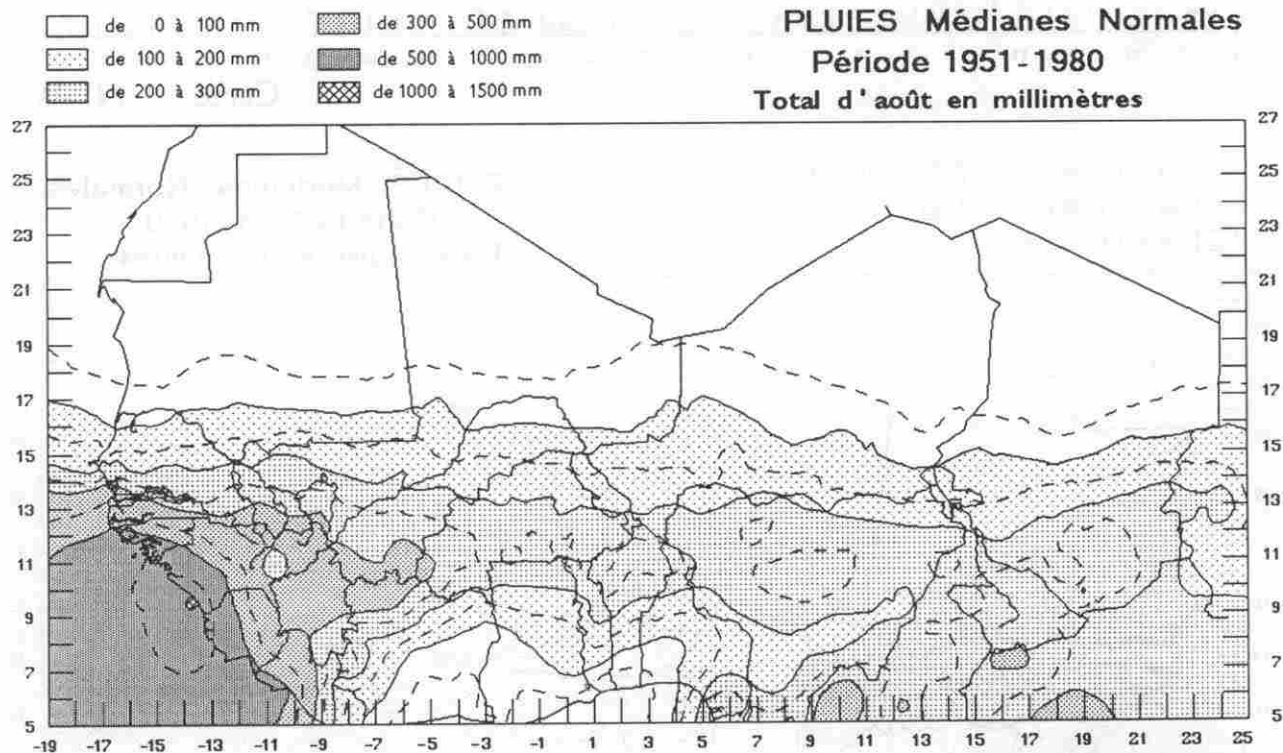 de 0 à 100 mm
de 100 à 200 mm
de 200 à 300 mm
de 300 à 500 mm
de 500 à 1000 mm
de 1000 à 1500 mm
PLUIES Médianes Normales
Période 1951-1980
Total d'août en millimètres
27 27
25 25
23 23
21 21
19 19
17 17
15 15
13
11 11
9
7 7
5 5
-19 -17 -15 -13 -11 -9 -7 -5 -3 -1 1 3 5 7 9 11 13 15 17 19 21 23 25